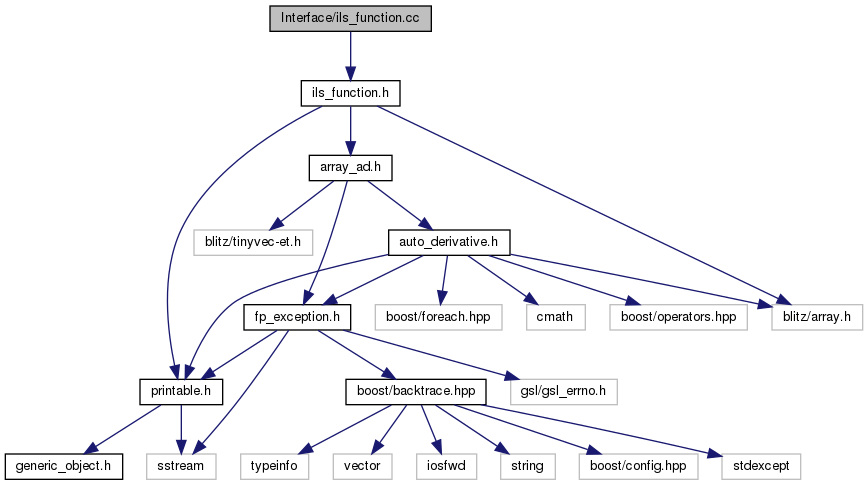 Interface/ils_function.cc
ils_function.h
array_ad.h
blitz/tinyvec-et.h
auto_derivative.h
fp_exception.h
boost/foreach.hpp
cmath
boost/operators.hpp
blitz/array.h
printable.h
boost/backtrace.hpp
gsl/gsl_errno.h
generic_object.h
sstream
typeinfo
vector
iosfwd
string
boost/config.hpp
stdexcept